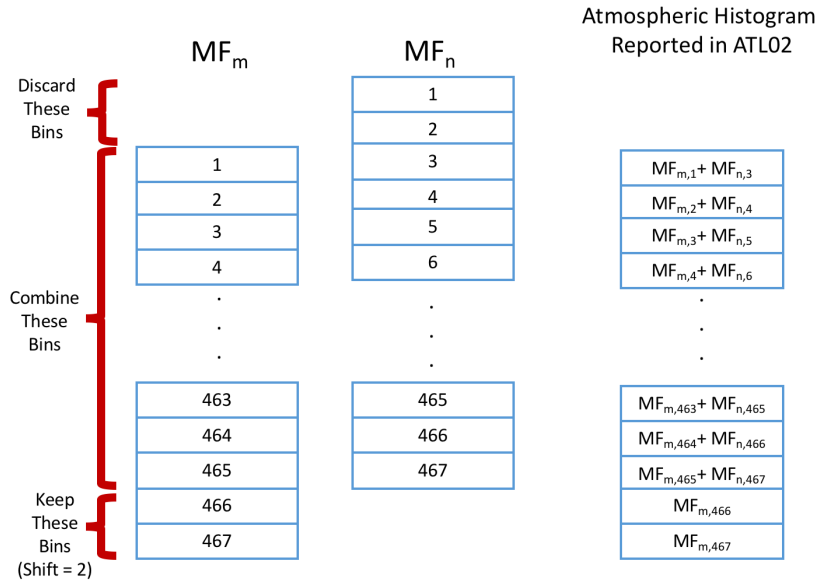 Atmospheric Histogram
Reported in ATL02
MFm
MFn
Discard
These
Bins
1
2
3
4
5
6
1
2
3
4
MFm,1+ MFn,3
MFm,2+ MFn,4
MFm,3+ MFn,5
MFm,4+ MFn,6
Combine
These
Bins
.
.
.
.
.
.
.
.
.
463
464
465
466
467
465
466
467
MFm,463+ MFn,465
MFm,464+ MFn,466
MFm,465+ MFn,467
MFm,466
MFm,467
Keep
These
Bins
(Shift = 2)